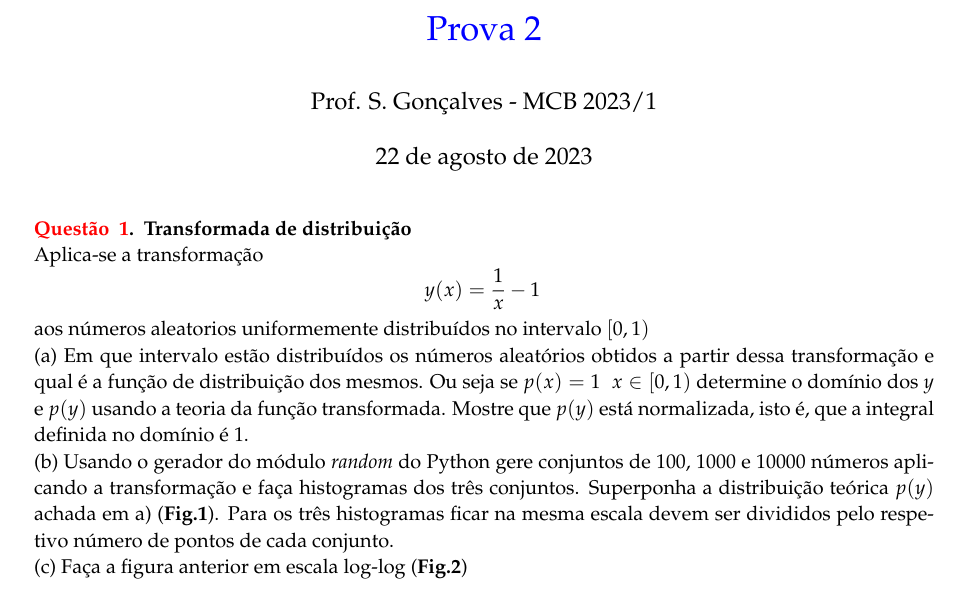 Prova 2
Prof. S. Gonçalves - MCB 2023/1
22 de agosto de 2023
Questão 1. Transformada de distribuição
Aplica-se a transformação
y(x) = 1/x − 1
aos números aleatorios uniformemente distribuídos no intervalo [0, 1)
(a) Em que intervalo estão distribuídos os números aleatórios obtidos a partir dessa transformação e
qual é a função de distribuição dos mesmos. Ou seja se p(x) = 1 x ∈ [0, 1) determine o domínio dos y
e p(y) usando a teoria da função transformada. Mostre que p(y) está normalizada, isto é, que a integral
definida no domínio é 1.
(b) Usando o gerador do módulo random do Python gere conjuntos de 100, 1000 e 10000 números apli-
cando a transformação e faça histogramas dos três conjuntos. Superponha a distribuição teórica p(y)
achada em a) (Fig.1). Para os três histogramas ficar na mesma escala devem ser divididos pelo respe-
tivo número de pontos de cada conjunto.
(c) Faça a figura anterior em escala log-log (Fig.2)